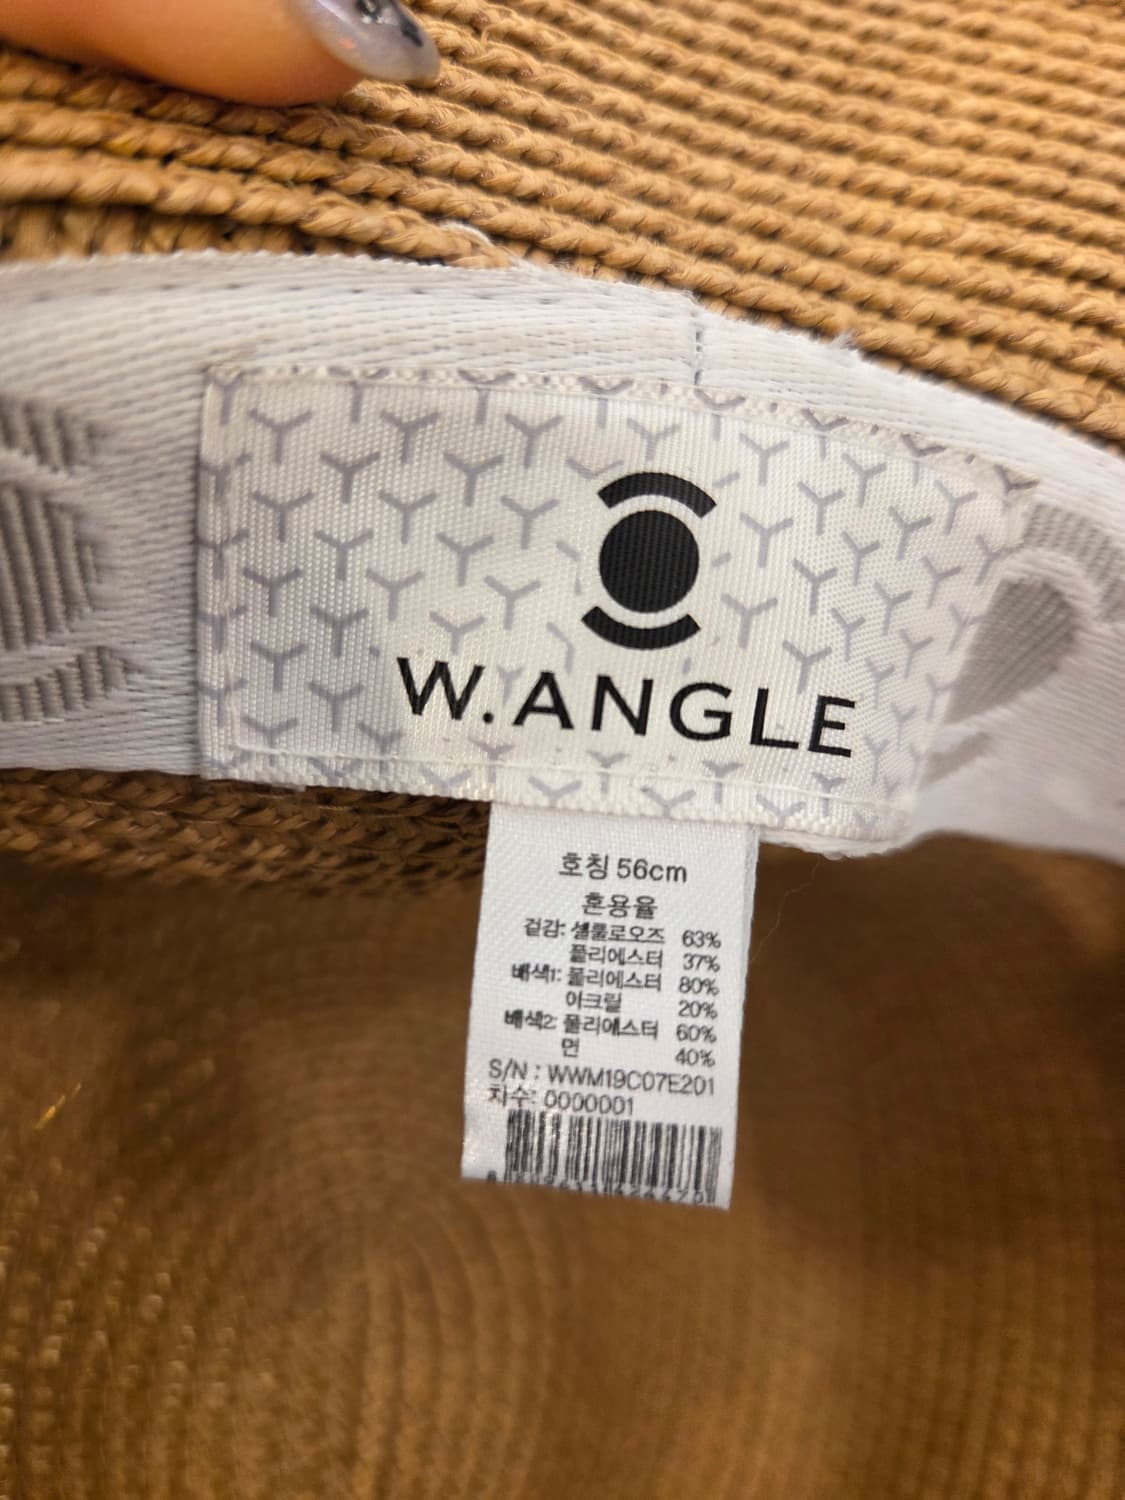 W.ANGLE
호칭 56cm
혼용율
겉감: 셀룰로오즈 63%
폴리에스터 37%
배색1: 폴리에스터 80%
아크릴 20%
배색2: 폴리에스터 60%
면 40%
S/N : WWM19C07E201
차수: 0000001